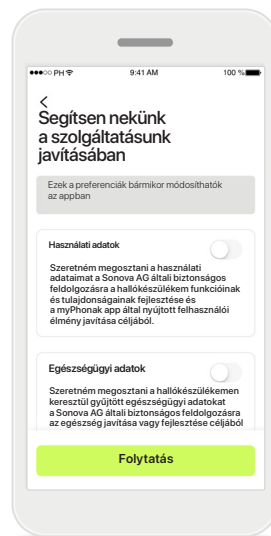 PH 9:41 AM 100 %
Segítsen nekünk
a szolgáltatásunk
javításában
Ezek a preferenciák bármikor módosíthatók
az appban
Használati adatok
Szeretném megosztani a használati
adataimat a Sonova AG általi biztonságos
feldolgozásra a hallókészülékem funkcióinak
és tulajdonságainak fejlesztése és
a myPhonak app által nyújtott felhasználói
élmény javítása céljából.
Egészségügyi adatok
Szeretném megosztani a hallókészülékemen
keresztül gyűjtött egészségügyi adatokat
a Sonova AG általi biztonságos feldolgozásra
az egészség javítása vagy fejlesztése céljából
Folytatás